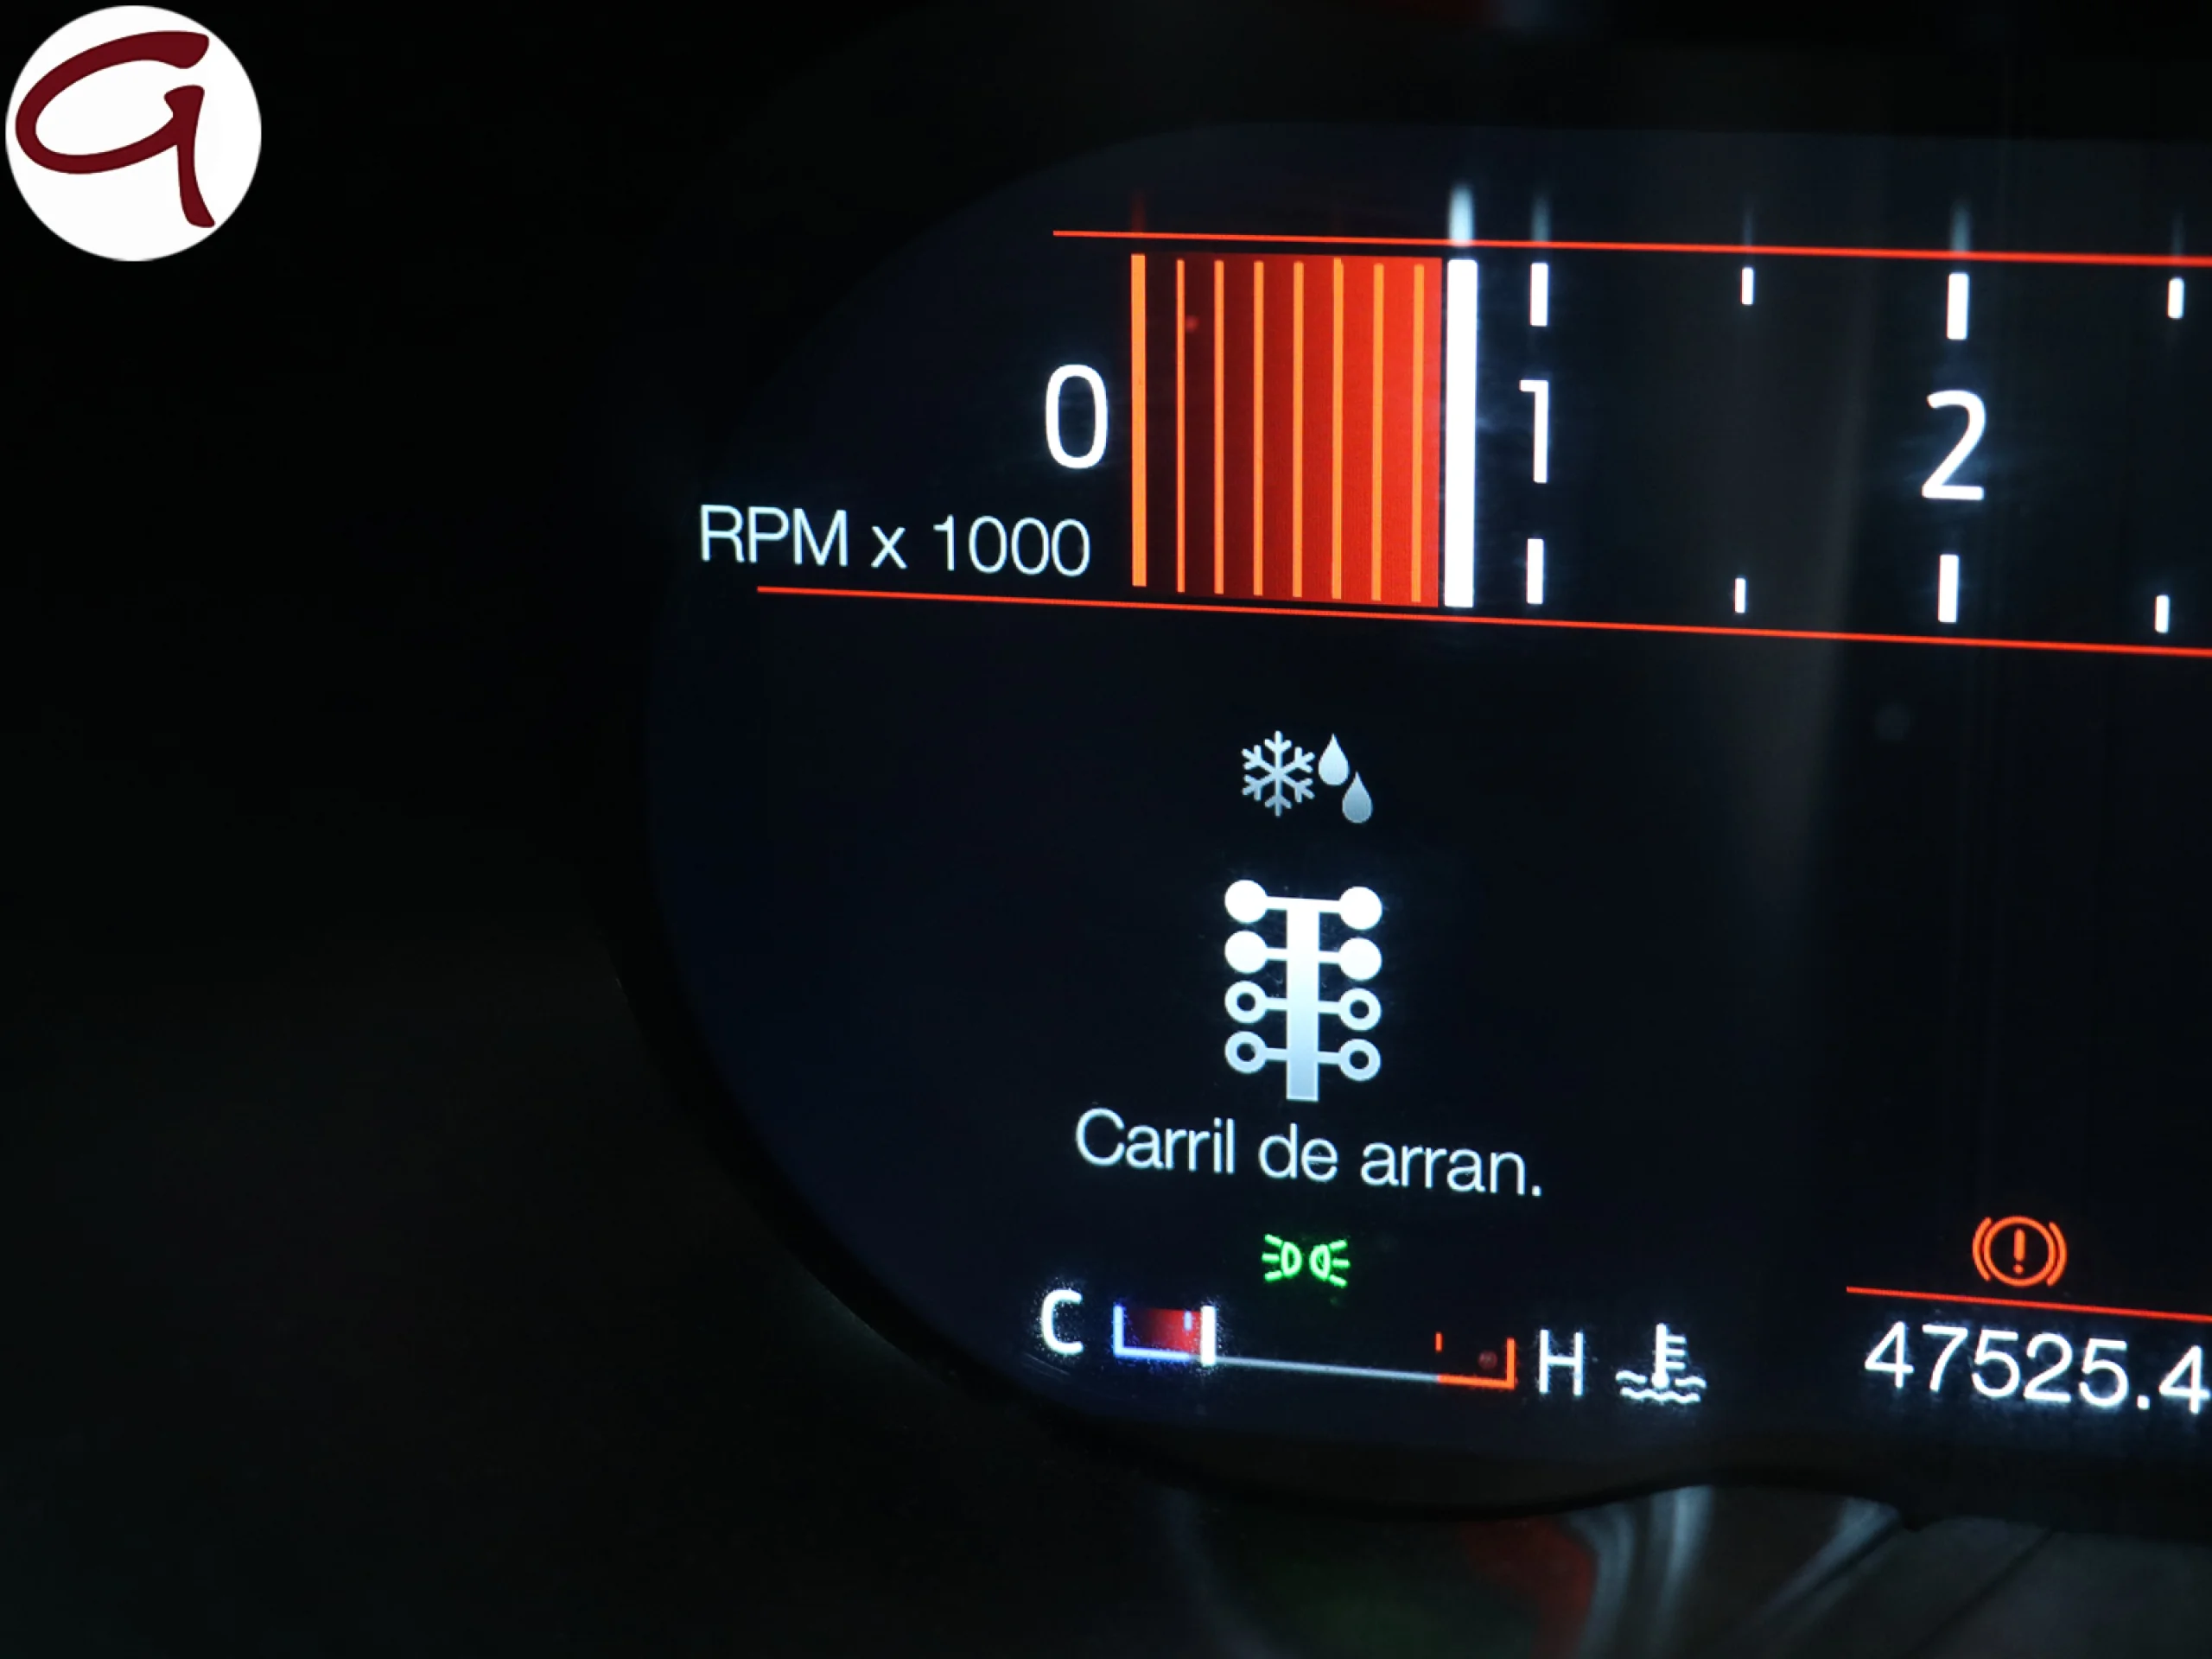 0 1 2
RPM x 1000
Carril de arran.
C H
47525.4